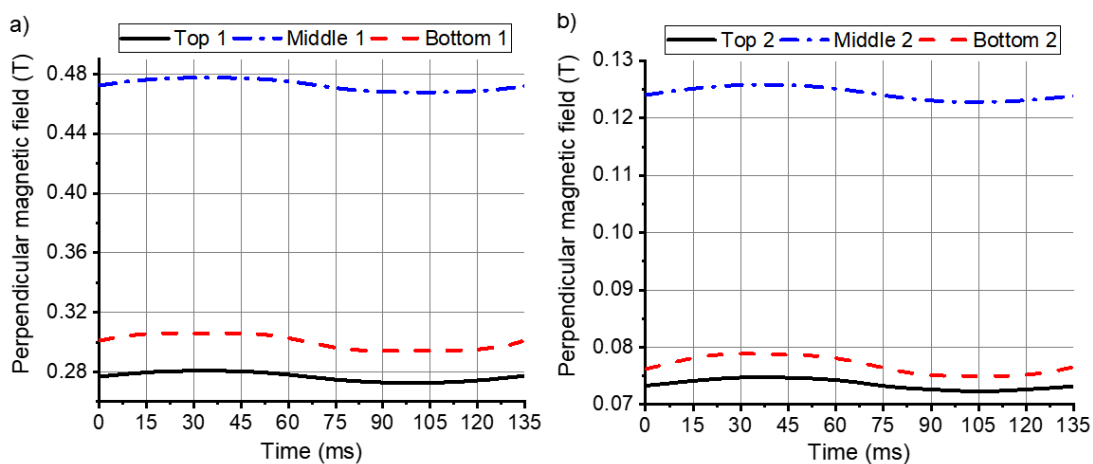 a)
Top 1 Middle 1 Bottom 1
Perpendicular magnetic field (T)
0.48
0.44
0.40
0.36
0.32
0.28
0 15 30 45 60 75 90 105 120 135
Time (ms)
b)
Top 2 Middle 2 Bottom 2
Perpendicular magnetic field (T)
0.13
0.12
0.11
0.10
0.09
0.08
0.07
0 15 30 45 60 75 90 105 120 135
Time (ms)